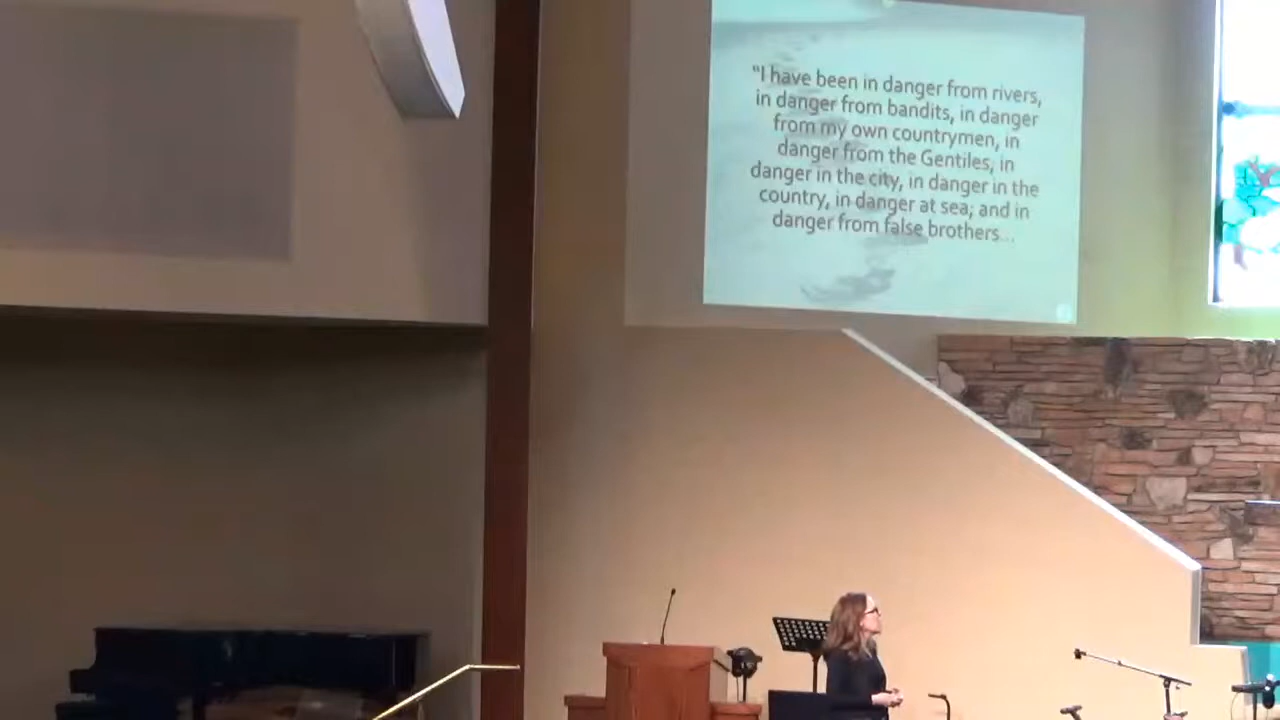 “I have been in danger from rivers,
in danger from bandits, in danger
from my own countrymen, in
danger from the Gentiles, in
danger in the city, in danger in the
country, in danger at sea; and in
danger from false brothers...